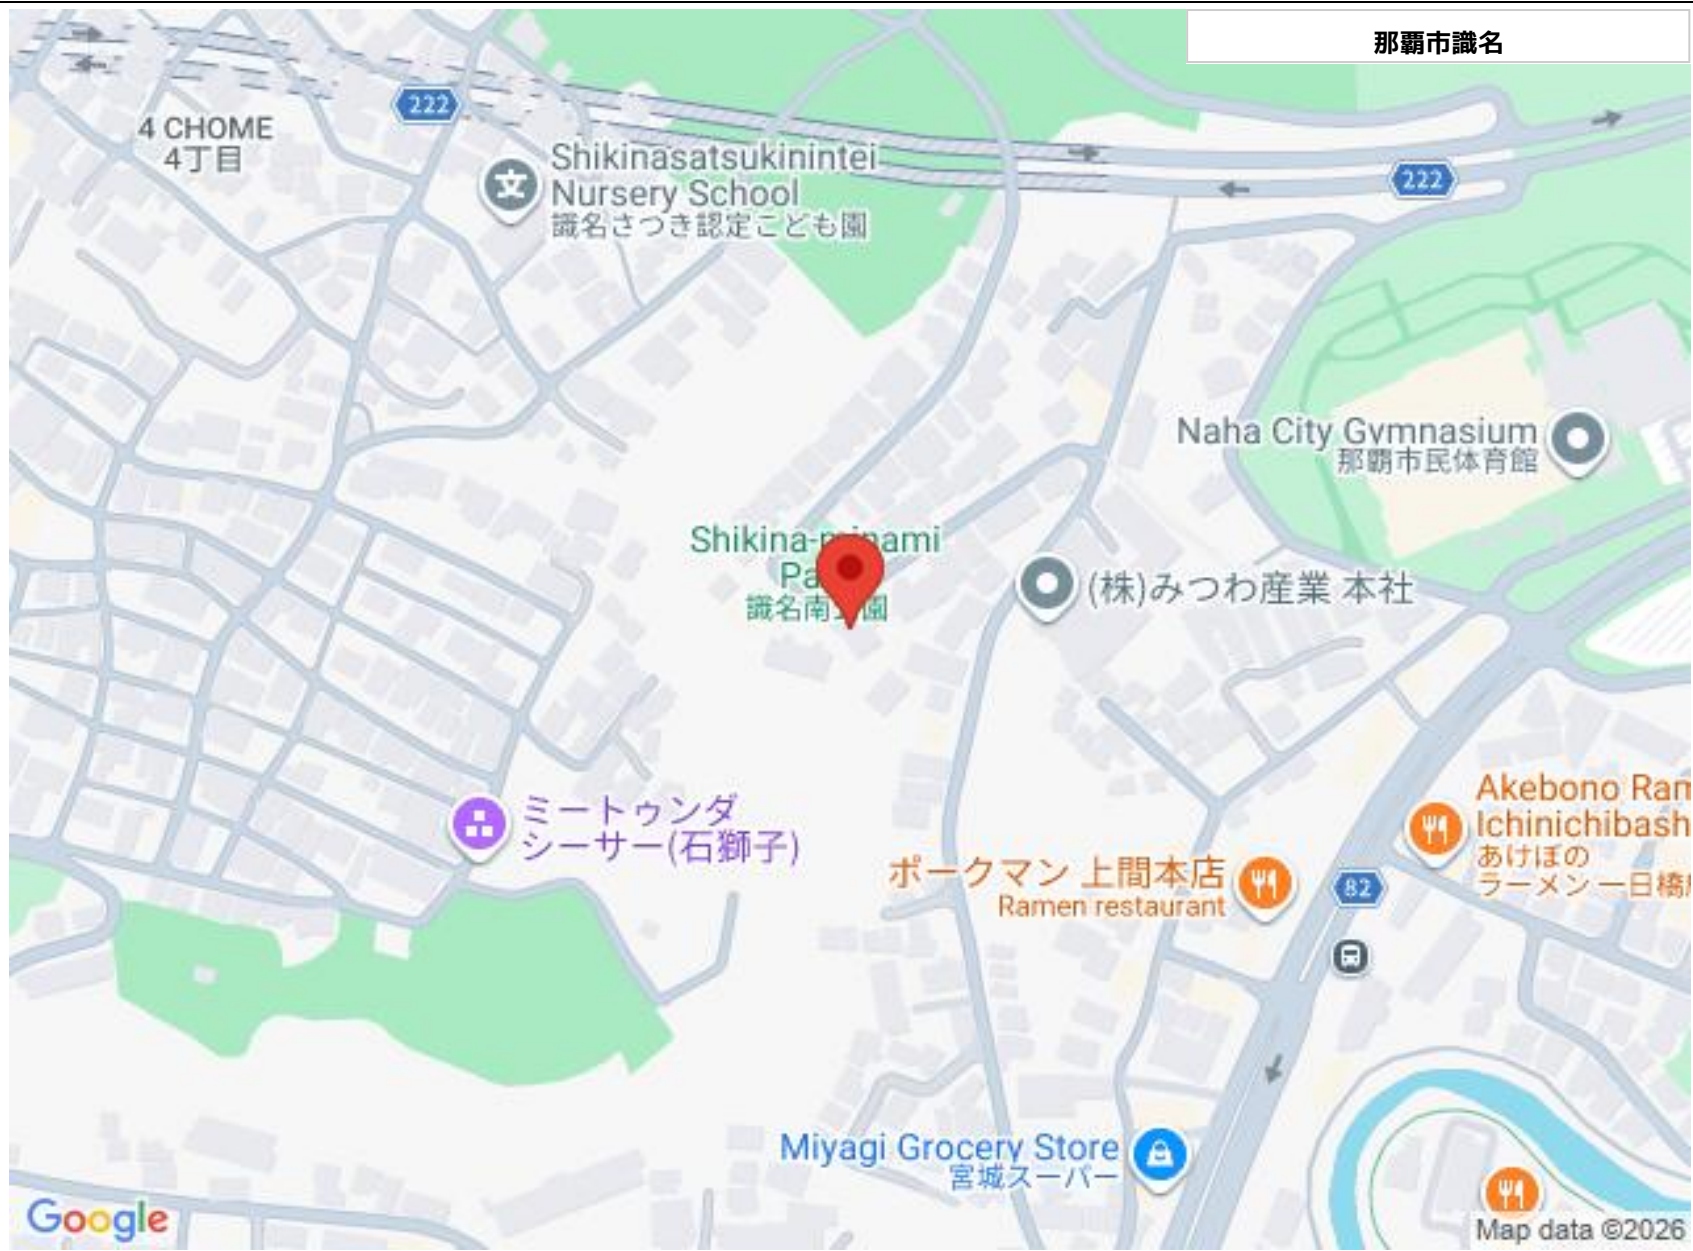 那覇市識名
222
4 CHOME
4丁目
Shikinasatsukinintei
Nursery School
識名さつき認定こども園
222
Naha City Gymnasium
那覇市民体育館
Shikina-minami
識名南公園
(株)みつわ産業 本社
ミートゥンダ
シーサー(石獅子)
ポークマン 上間本店
Ramen restaurant
82
Akebono Ram
Ichinichibash
あけぼの
ラーメン 一日橋
Miyagi Grocery Store
宮城スーパー
Google
Map data ©2026